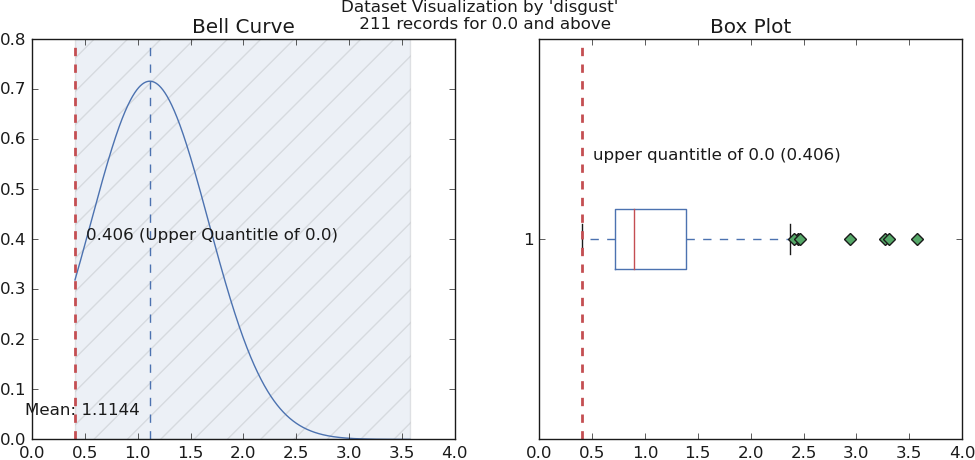 Dataset Visualization by 'disgust'
211 records for 0.0 and above
Bell Curve
0.8
0.7
0.6
0.5
0.4
0.3
0.2
0.1
0.0
0.406 (Upper Quantitle of 0.0)
Mean: 1.1144
0.0 0.5 1.0 1.5 2.0 2.5 3.0 3.5 4.0
Box Plot
upper quantitle of 0.0 (0.406)
1
0.0 0.5 1.0 1.5 2.0 2.5 3.0 3.5 4.0